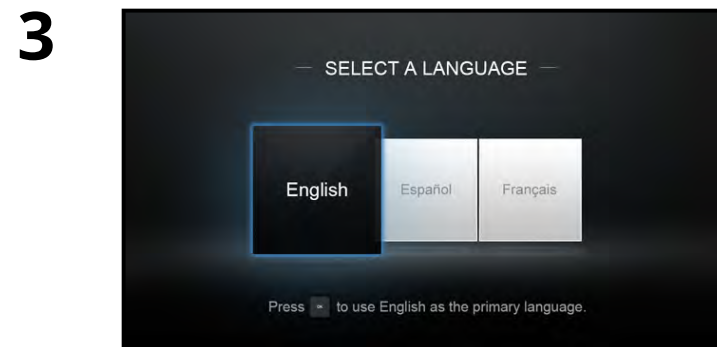 3
SELECT A LANGUAGE
English Español Français
Press to use English as the primary language.